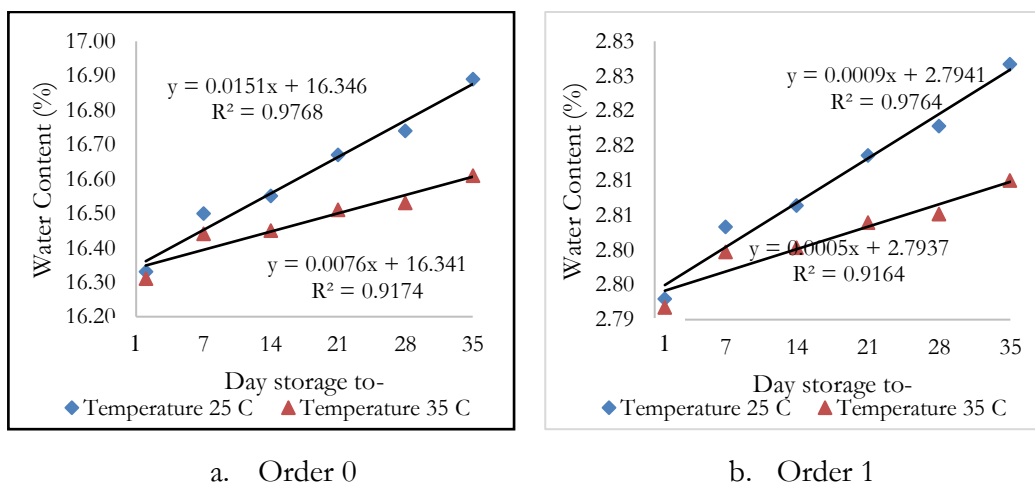 17.00
16.90
16.80
16.70
16.60
16.50
16.40
16.30
16.20
Water Content (%)
y = 0.0151x + 16.346
R² = 0.9768
y = 0.0076x + 16.341
R² = 0.9174
1 7 14 21 28 35
Day storage to-
Temperature 25 C Temperature 35 C
a. Order 0
2.83
2.83
2.82
2.82
2.81
2.81
2.80
2.80
2.79
Water Content (%)
y = 0.0009x + 2.7941
R² = 0.9764
y = 0.0005x + 2.7937
R² = 0.9164
1 7 14 21 28 35
Day storage to-
Temperature 25 C Temperature 35 C
b. Order 1